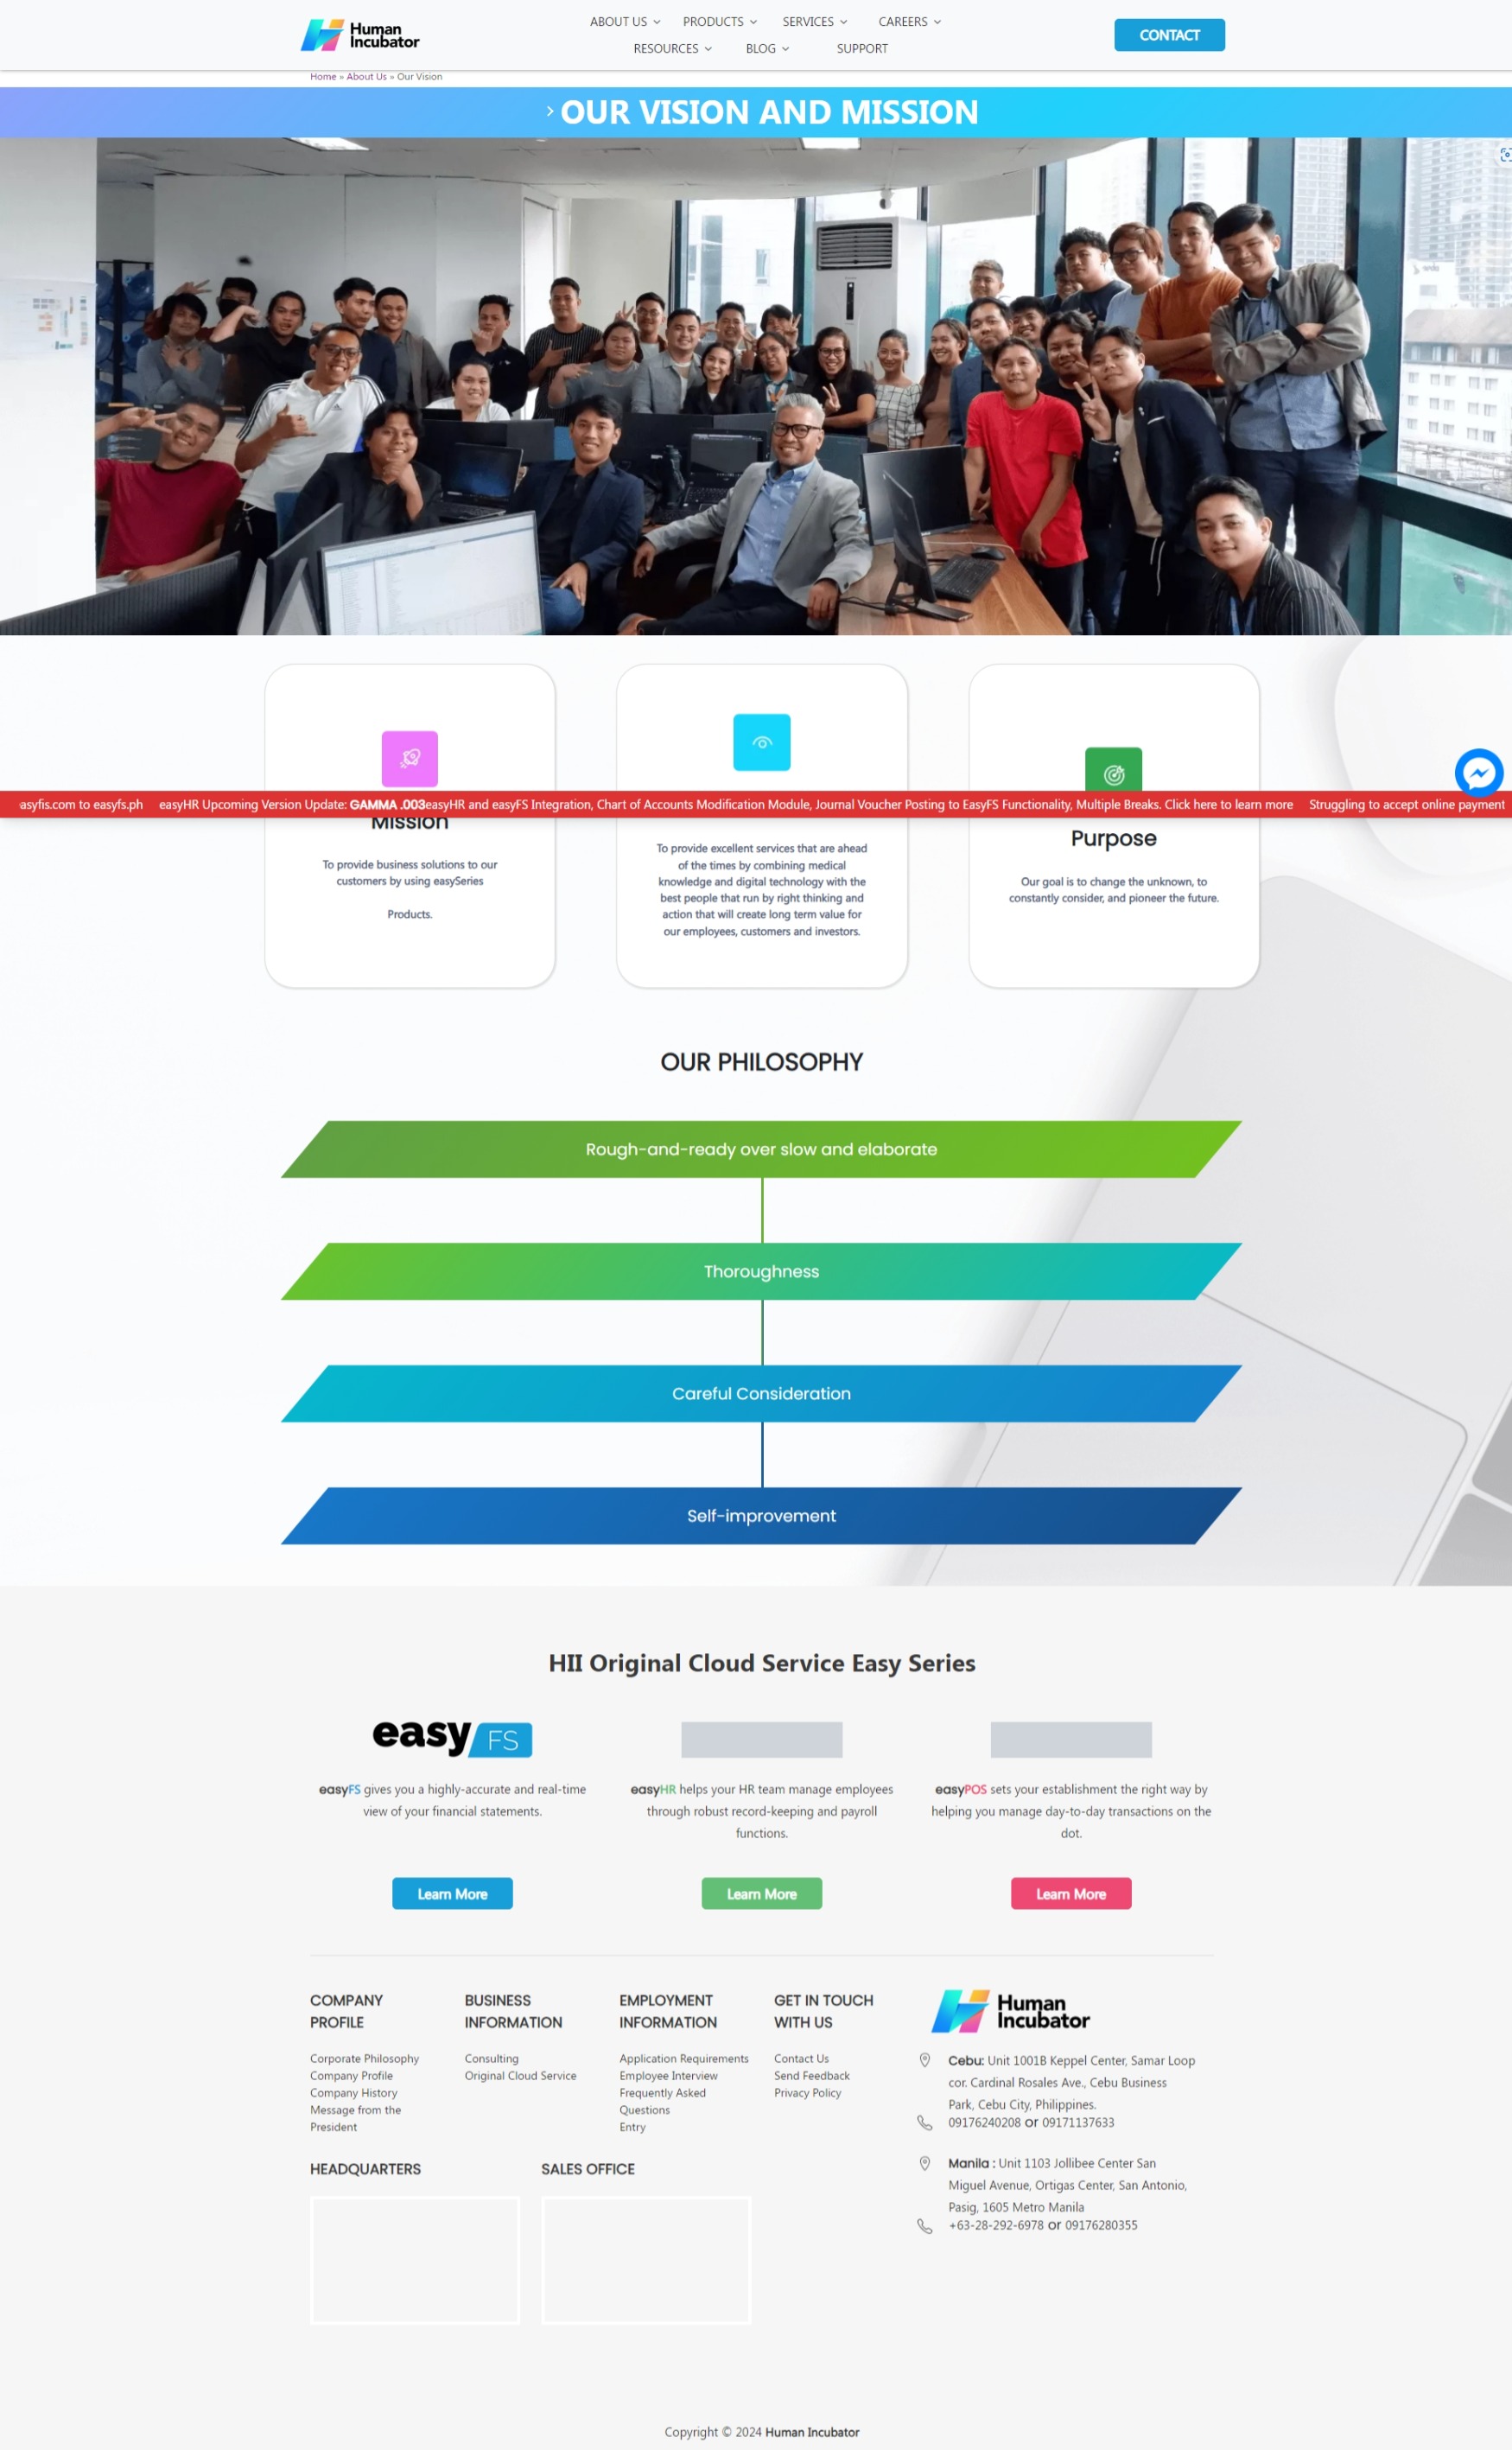 Human
Incubator
ABOUT US PRODUCTS SERVICES CAREERS
RESOURCES BLOG SUPPORT
CONTACT
Home » About Us » Our Vision
OUR VISION AND MISSION
asyfis.com to easyfs.ph easyHR Upcoming Version Update: GAMMA .003easyHR and easyFS Integration, Chart of Accounts Modification Module, Journal Voucher Posting to EasyFS Functionality, Multiple Breaks. Click here to learn more Struggling to accept online payment
Mission
To provide business solutions to our
customers by using easySeries
Products.
To provide excellent services that are ahead
of the times by combining medical
knowledge and digital technology with the
best people that run by right thinking and
action that will create long term value for
our employees, customers and investors.
Purpose
Our goal is to change the unknown, to
constantly consider, and pioneer the future.
OUR PHILOSOPHY
Rough-and-ready over slow and elaborate
Thoroughness
Careful Consideration
Self-improvement
HII Original Cloud Service Easy Series
easy FS
easyFS gives you a highly-accurate and real-time
view of your financial statements.
Learn More
easyHR helps your HR team manage employees
through robust record-keeping and payroll
functions.
Learn More
easyPOS sets your establishment the right way by
helping you manage day-to-day transactions on the
dot.
Learn More
COMPANY
PROFILE
Corporate Philosophy
Company Profile
Company History
Message from the
President
BUSINESS
INFORMATION
Consulting
Original Cloud Service
EMPLOYMENT
INFORMATION
Application Requirements
Employee Interview
Frequently Asked
Questions
Entry
GET IN TOUCH
WITH US
Contact Us
Send Feedback
Privacy Policy
Human
Incubator
Cebu: Unit 1001B Keppel Center, Samar Loop
cor. Cardinal Rosales Ave., Cebu Business
Park, Cebu City, Philippines.
09176240208 or 09171137633
Manila : Unit 1103 Jollibee Center San
Miguel Avenue, Ortigas Center, San Antonio,
Pasig, 1605 Metro Manila
+63-28-292-6978 or 09176280355
HEADQUARTERS
SALES OFFICE
Copyright © 2024 Human Incubator